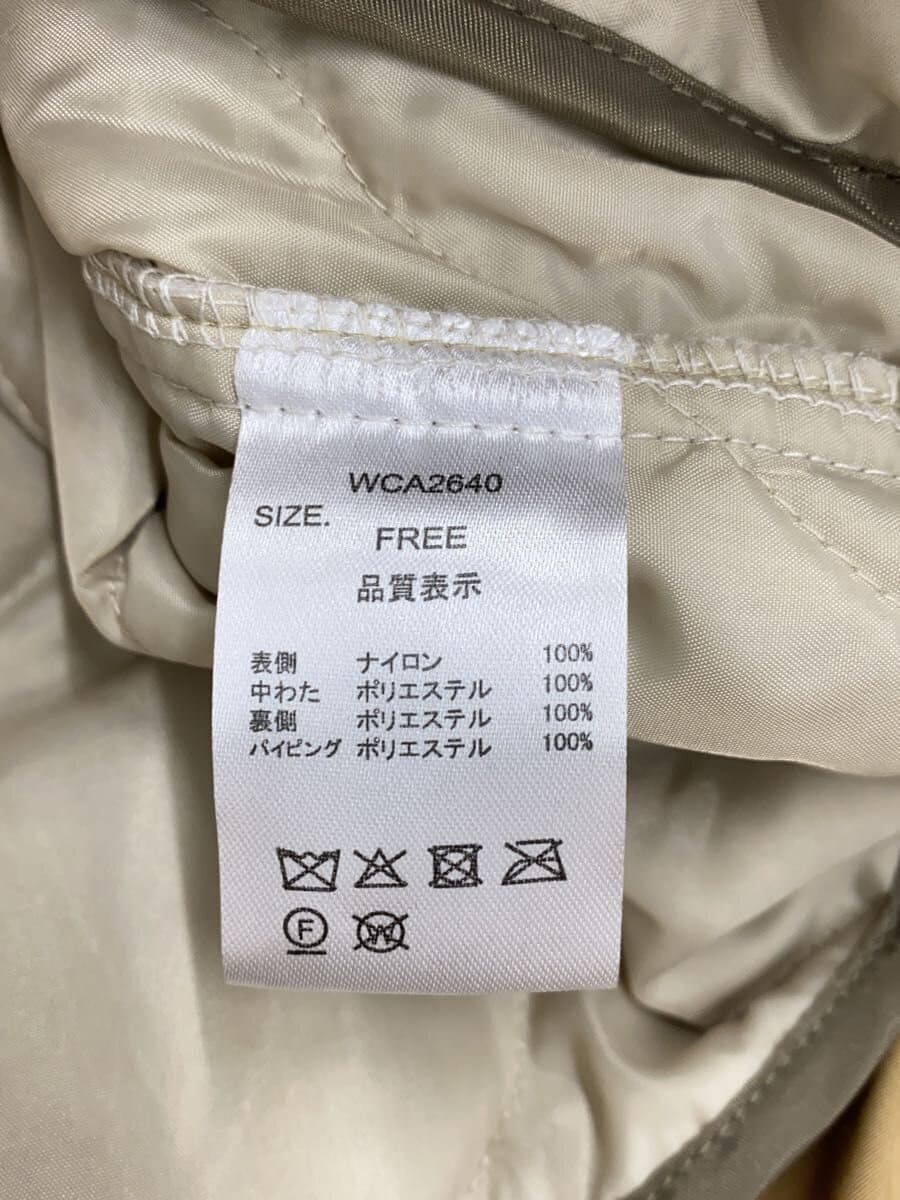 WCA2640
SIZE.
FREE
品質表示
表側 ナイロン 100%
中わた ポリエステル 100%
裏側 ポリエステル 100%
パイピング ポリエステル 100%
F
W